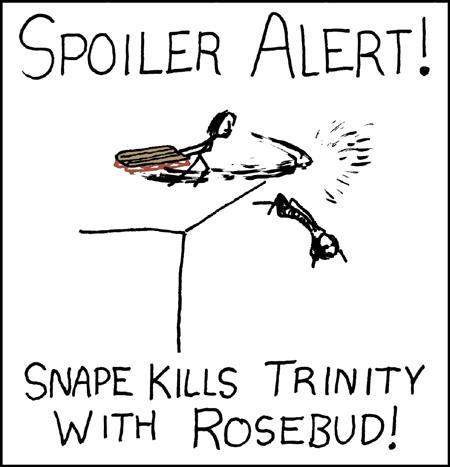 SPOILER ALERT!
SNAPE KILLS TRINITY
WITH ROSEBUD!